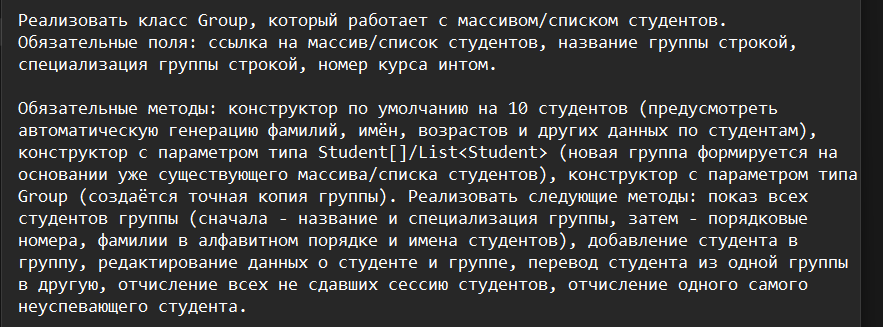 Реализовать класс Group, который работает с массивом/списком студентов.
Обязательные поля: ссылка на массив/список студентов, название группы строкой,
специализация группы строкой, номер курса интом.
Обязательные методы: конструктор по умолчанию на 10 студентов (предусмотреть
автоматическую генерацию фамилий, имён, возрастов и других данных по студентам),
конструктор с параметром типа Student[]/List<Student> (новая группа формируется на
основании уже существующего массива/списка студентов), конструктор с параметром типа
Group (создаётся точная копия группы). Реализовать следующие методы: показ всех
студентов группы (сначала - название и специализация группы, затем - порядковые
номера, фамилии в алфавитном порядке и имена студентов), добавление студента в
группу, редактирование данных о студенте и группе, перевод студента из одной группы
в другую, отчисление всех не сдавших сессию студентов, отчисление одного самого
неуспевающего студента.